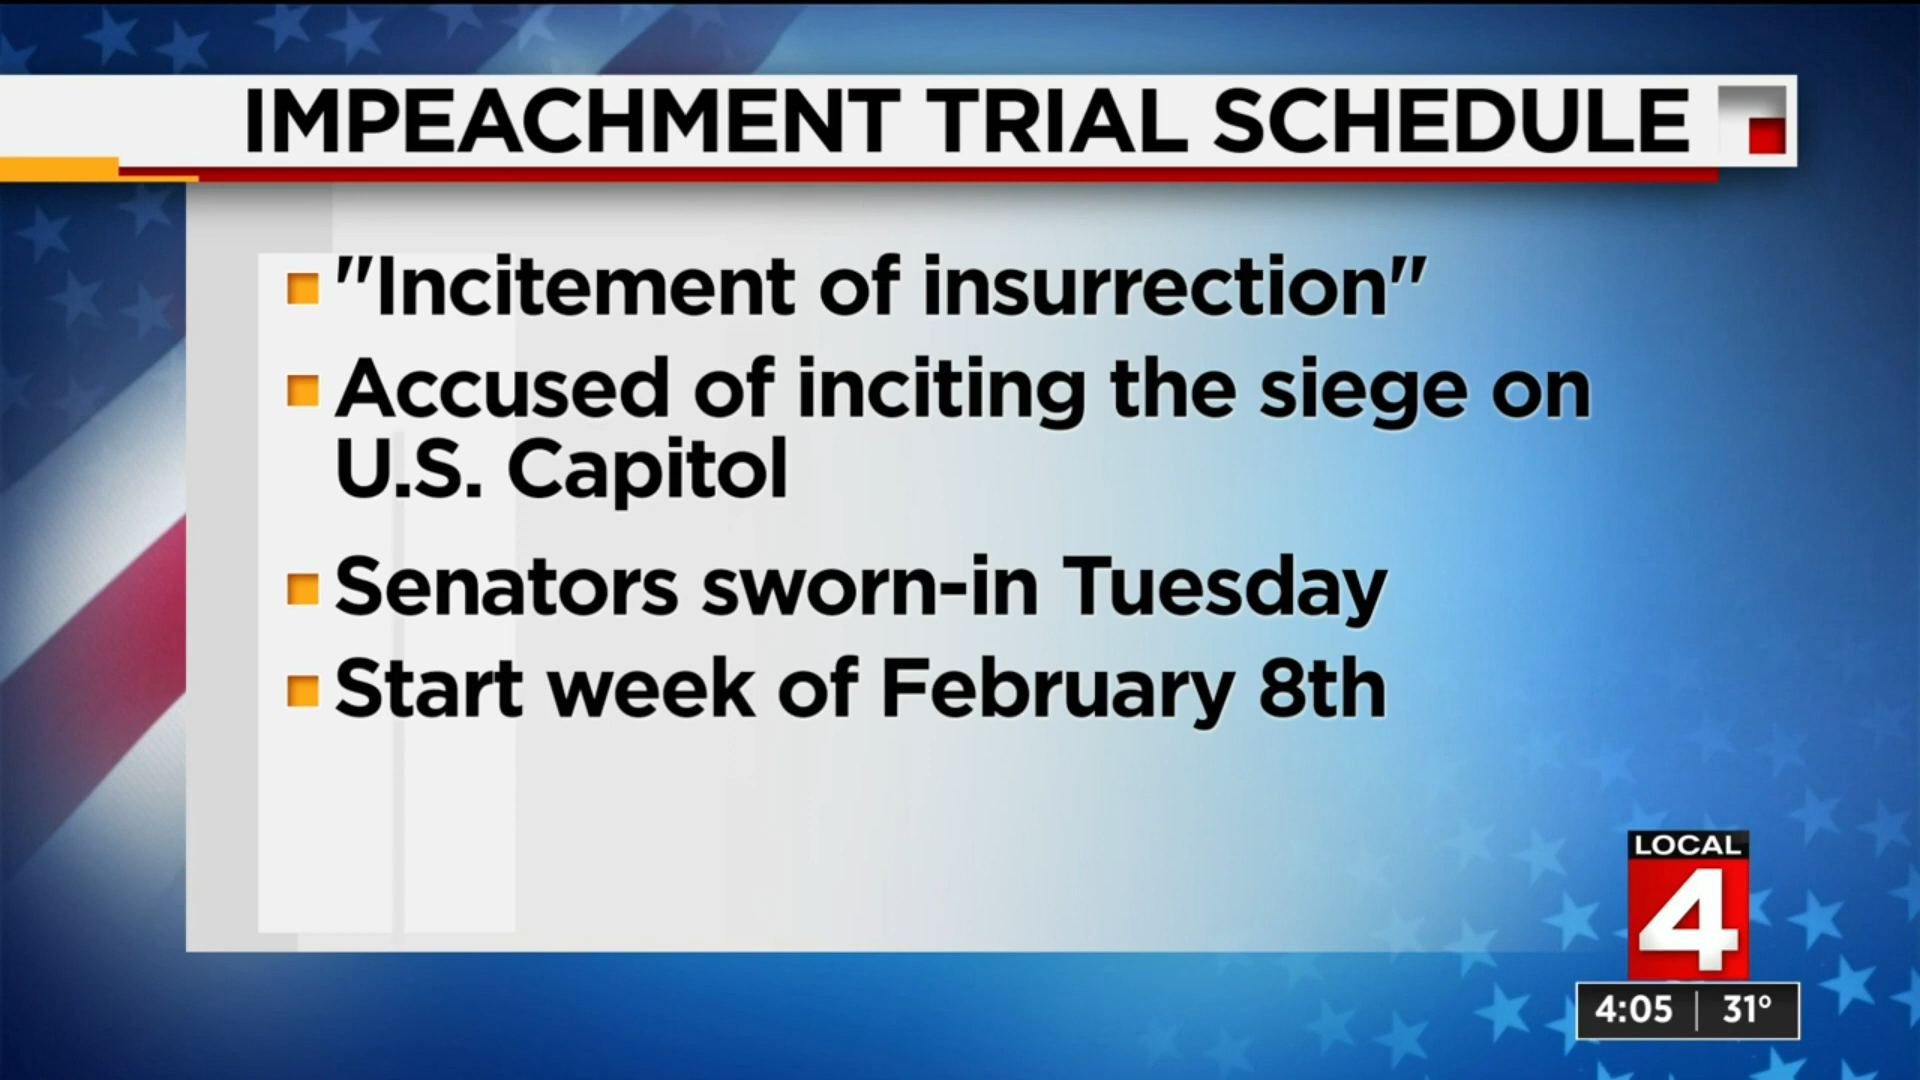 IMPEACHMENT TRIAL SCHEDULE
"Incitement of insurrection"
Accused of inciting the siege on
U.S. Capitol
Senators sworn-in Tuesday
Start week of February 8th
LOCAL
4
4:05 31°